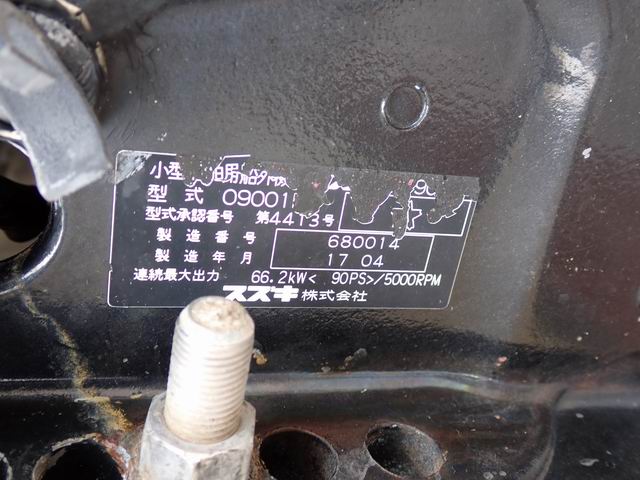 小型
型式 09001
型式承認番号 第4413号
製造番号 680014
製造年月 17 04
連続最大出力 66.2kW< 90PS>/5000RPM
スズキ株式会社